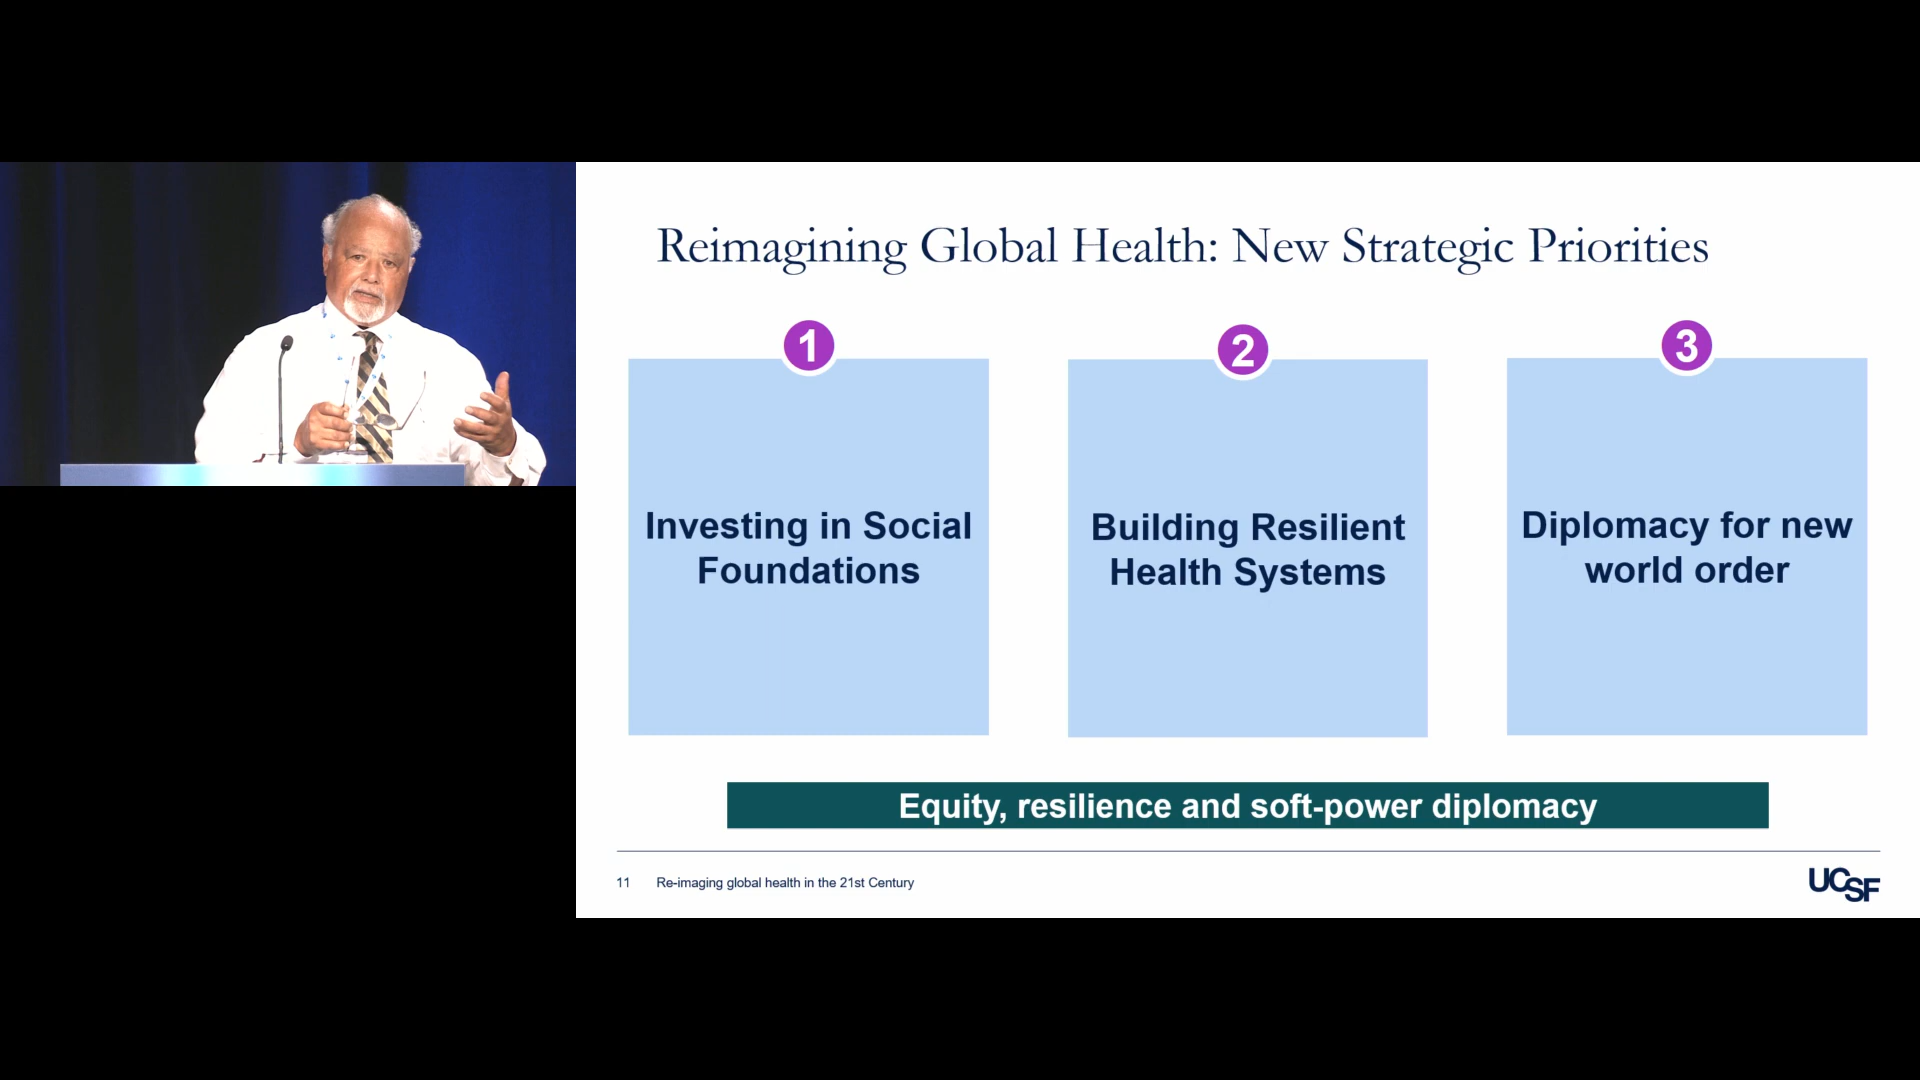 Reimagining Global Health: New Strategic Priorities
1
Investing in Social
Foundations
2
Building Resilient
Health Systems
3
Diplomacy for new
world order
Equity, resilience and soft-power diplomacy
11 Re-imaging global health in the 21st Century
UCSF